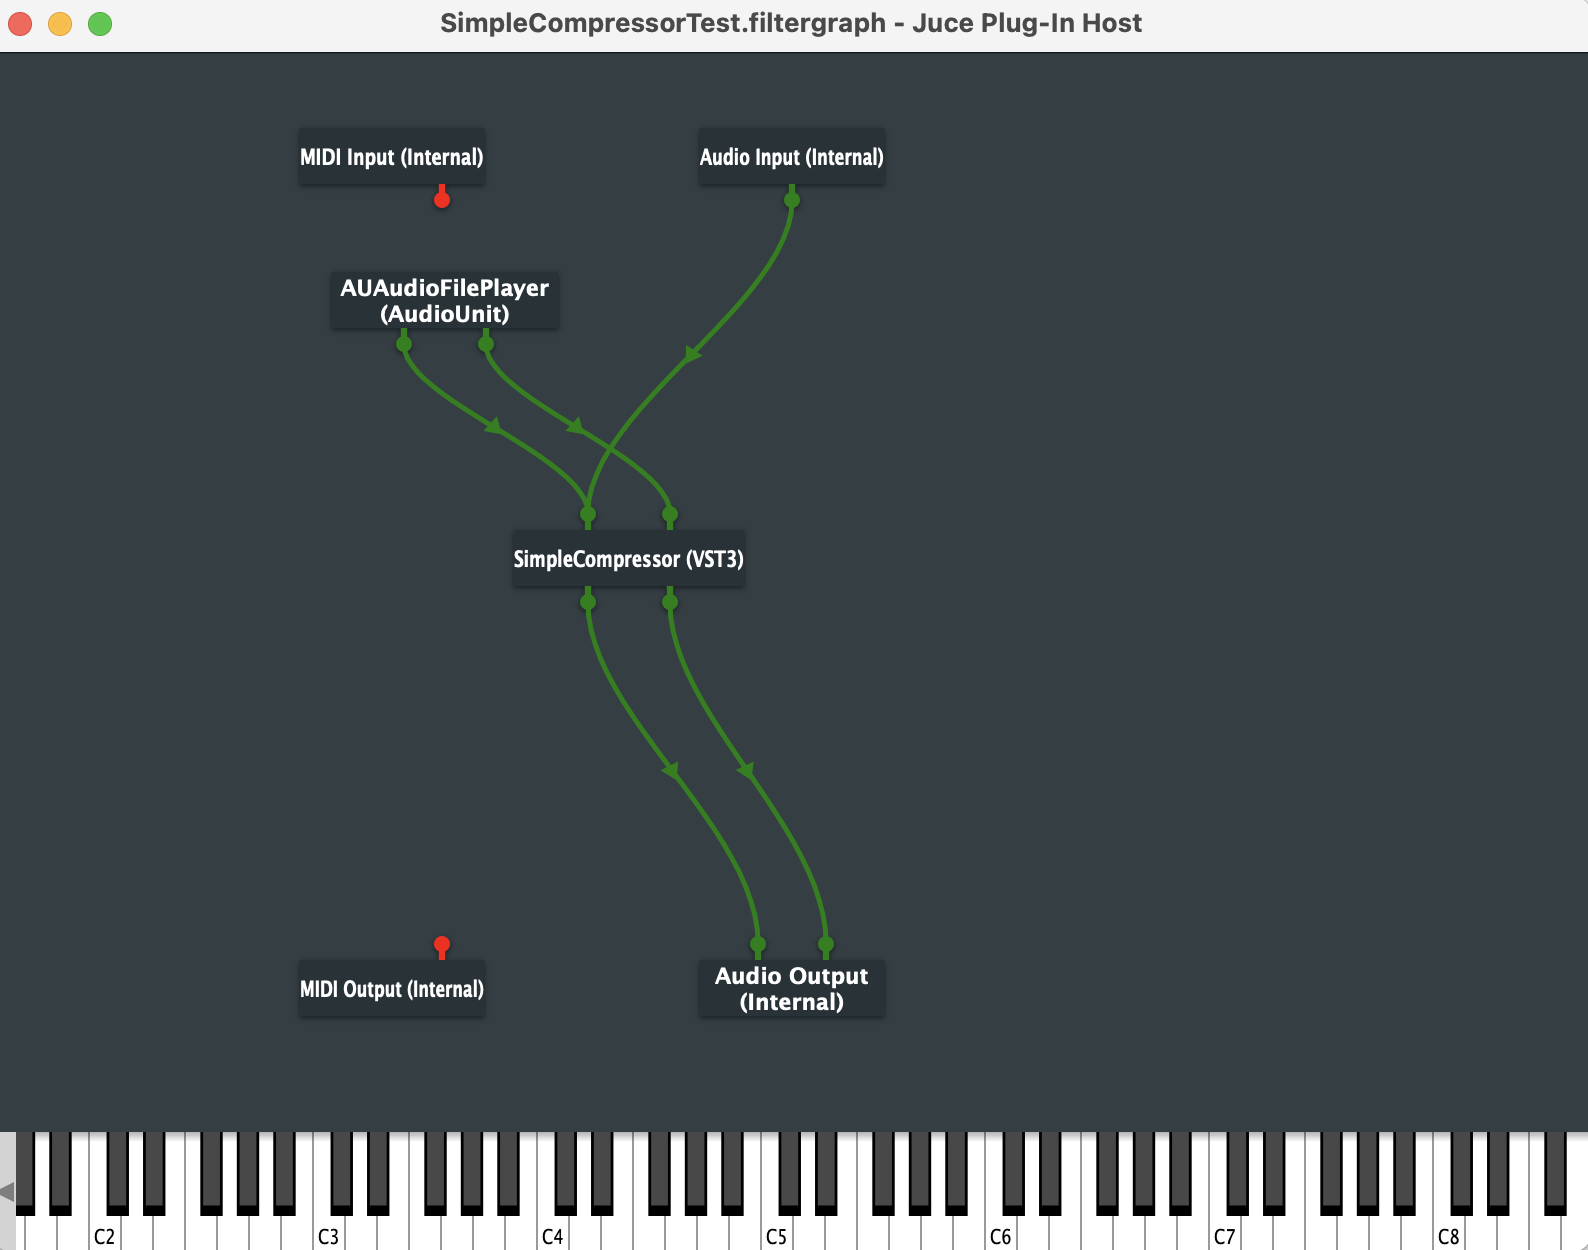 SimpleCompressorTest.filtergraph - Juce Plug-In Host
MIDI Input (Internal)
Audio Input (Internal)
AUAudioFilePlayer
(AudioUnit)
SimpleCompressor (VST3)
MIDI Output (Internal)
Audio Output
(Internal)
C2 C3 C4 C5 C6 C7 C8